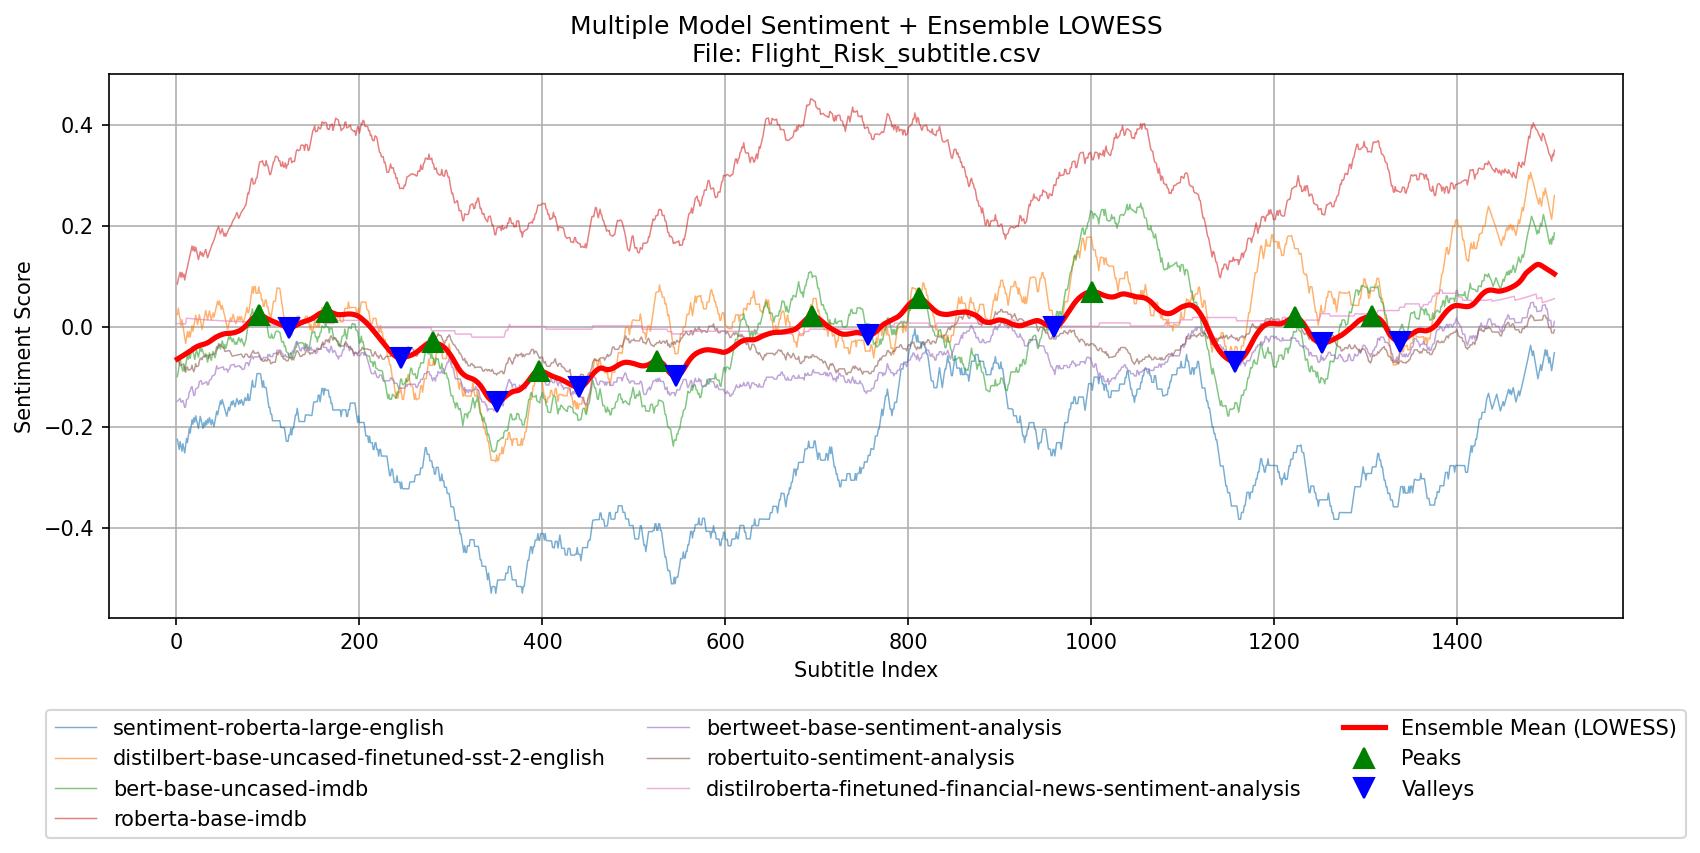 Multiple Model Sentiment + Ensemble LOWESS
File: Flight_Risk_subtitle.csv
Sentiment Score
0.4
0.2
0.0
−0.2
−0.4
0 200 400 600 800 1000 1200 1400
Subtitle Index
sentiment-roberta-large-english
distilbert-base-uncased-finetuned-sst-2-english
bert-base-uncased-imdb
roberta-base-imdb
bertweet-base-sentiment-analysis
robertuito-sentiment-analysis
distilroberta-finetuned-financial-news-sentiment-analysis
Ensemble Mean (LOWESS)
Peaks
Valleys